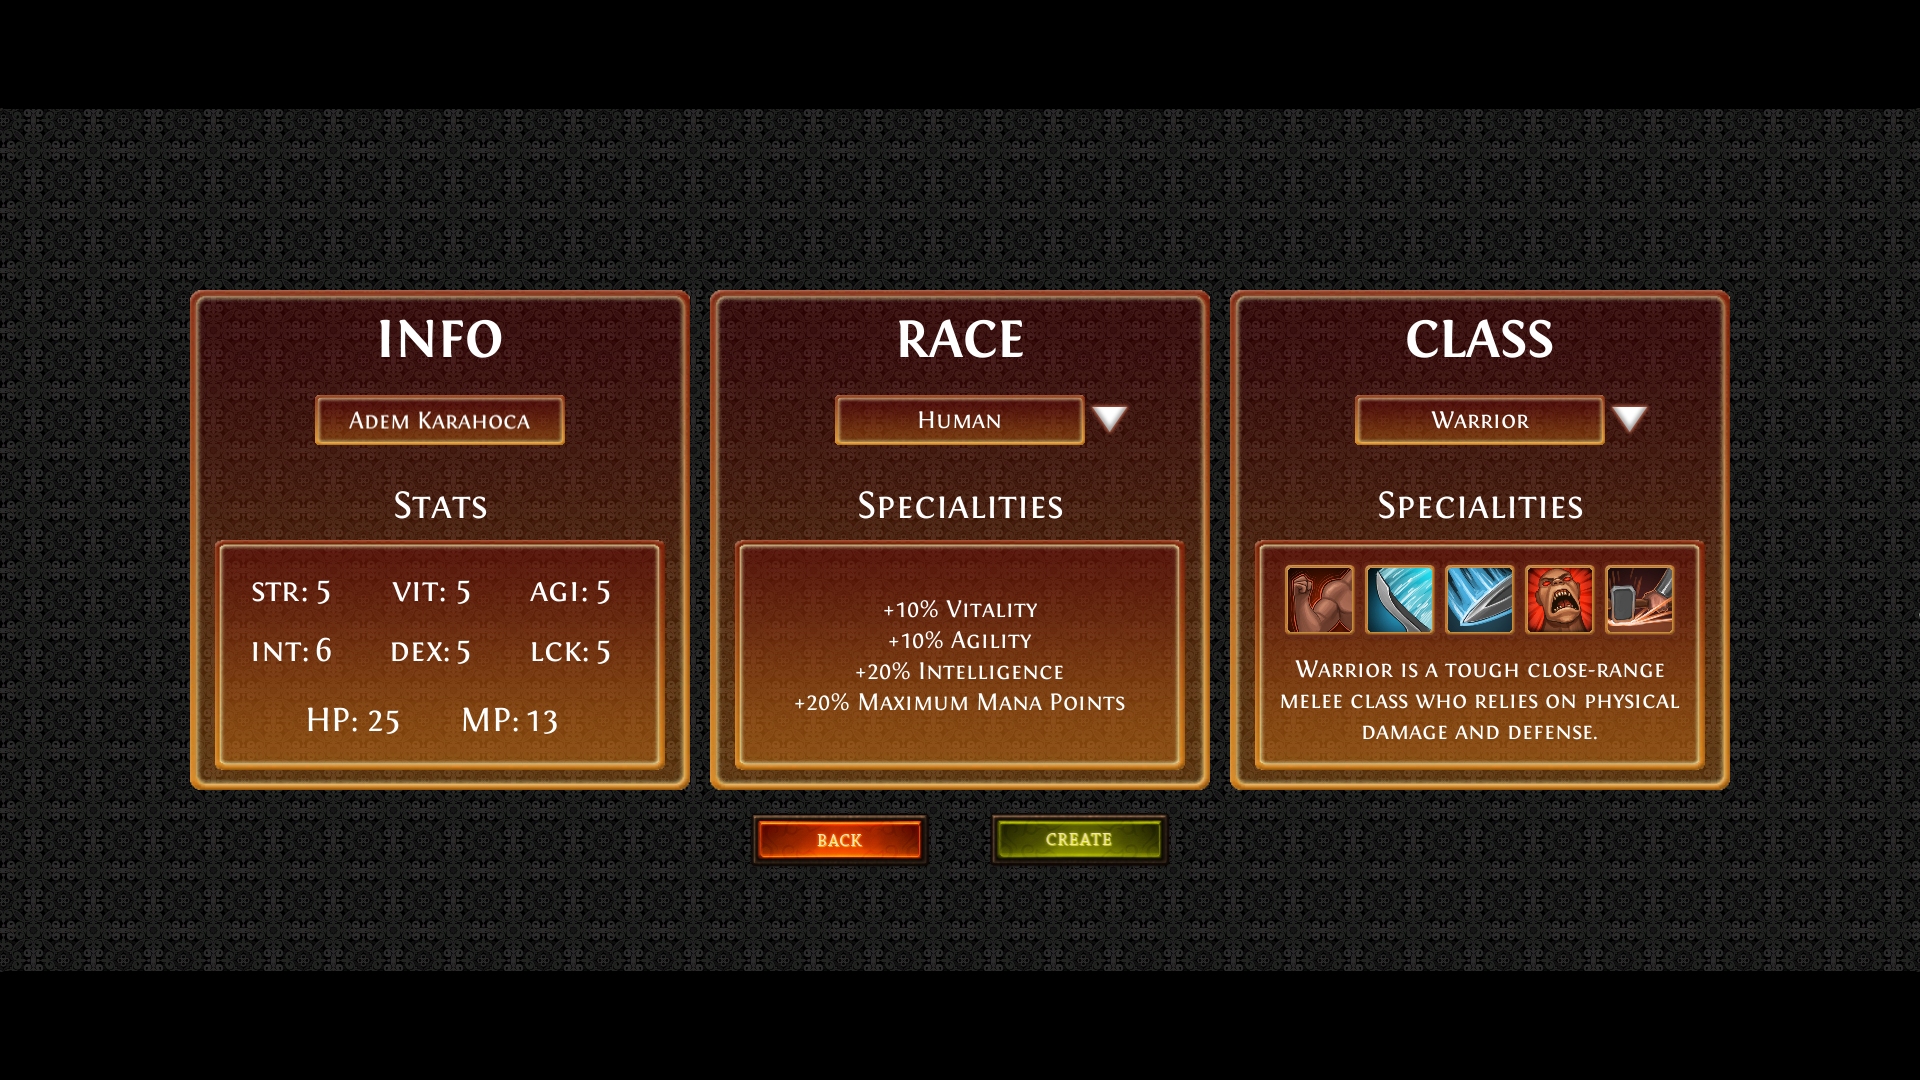 INFO
Adem Karahoca
Stats
STR: 5 VIT: 5 AGI: 5
INT: 6 DEX: 5 LCK: 5
HP: 25 MP: 13
RACE
Human
Specialities
+10% Vitality
+10% Agility
+20% Intelligence
+20% Maximum Mana Points
CLASS
Warrior
Specialities
Warrior is a tough close-range
melee class who relies on physical
damage and defense.
BACK
CREATE